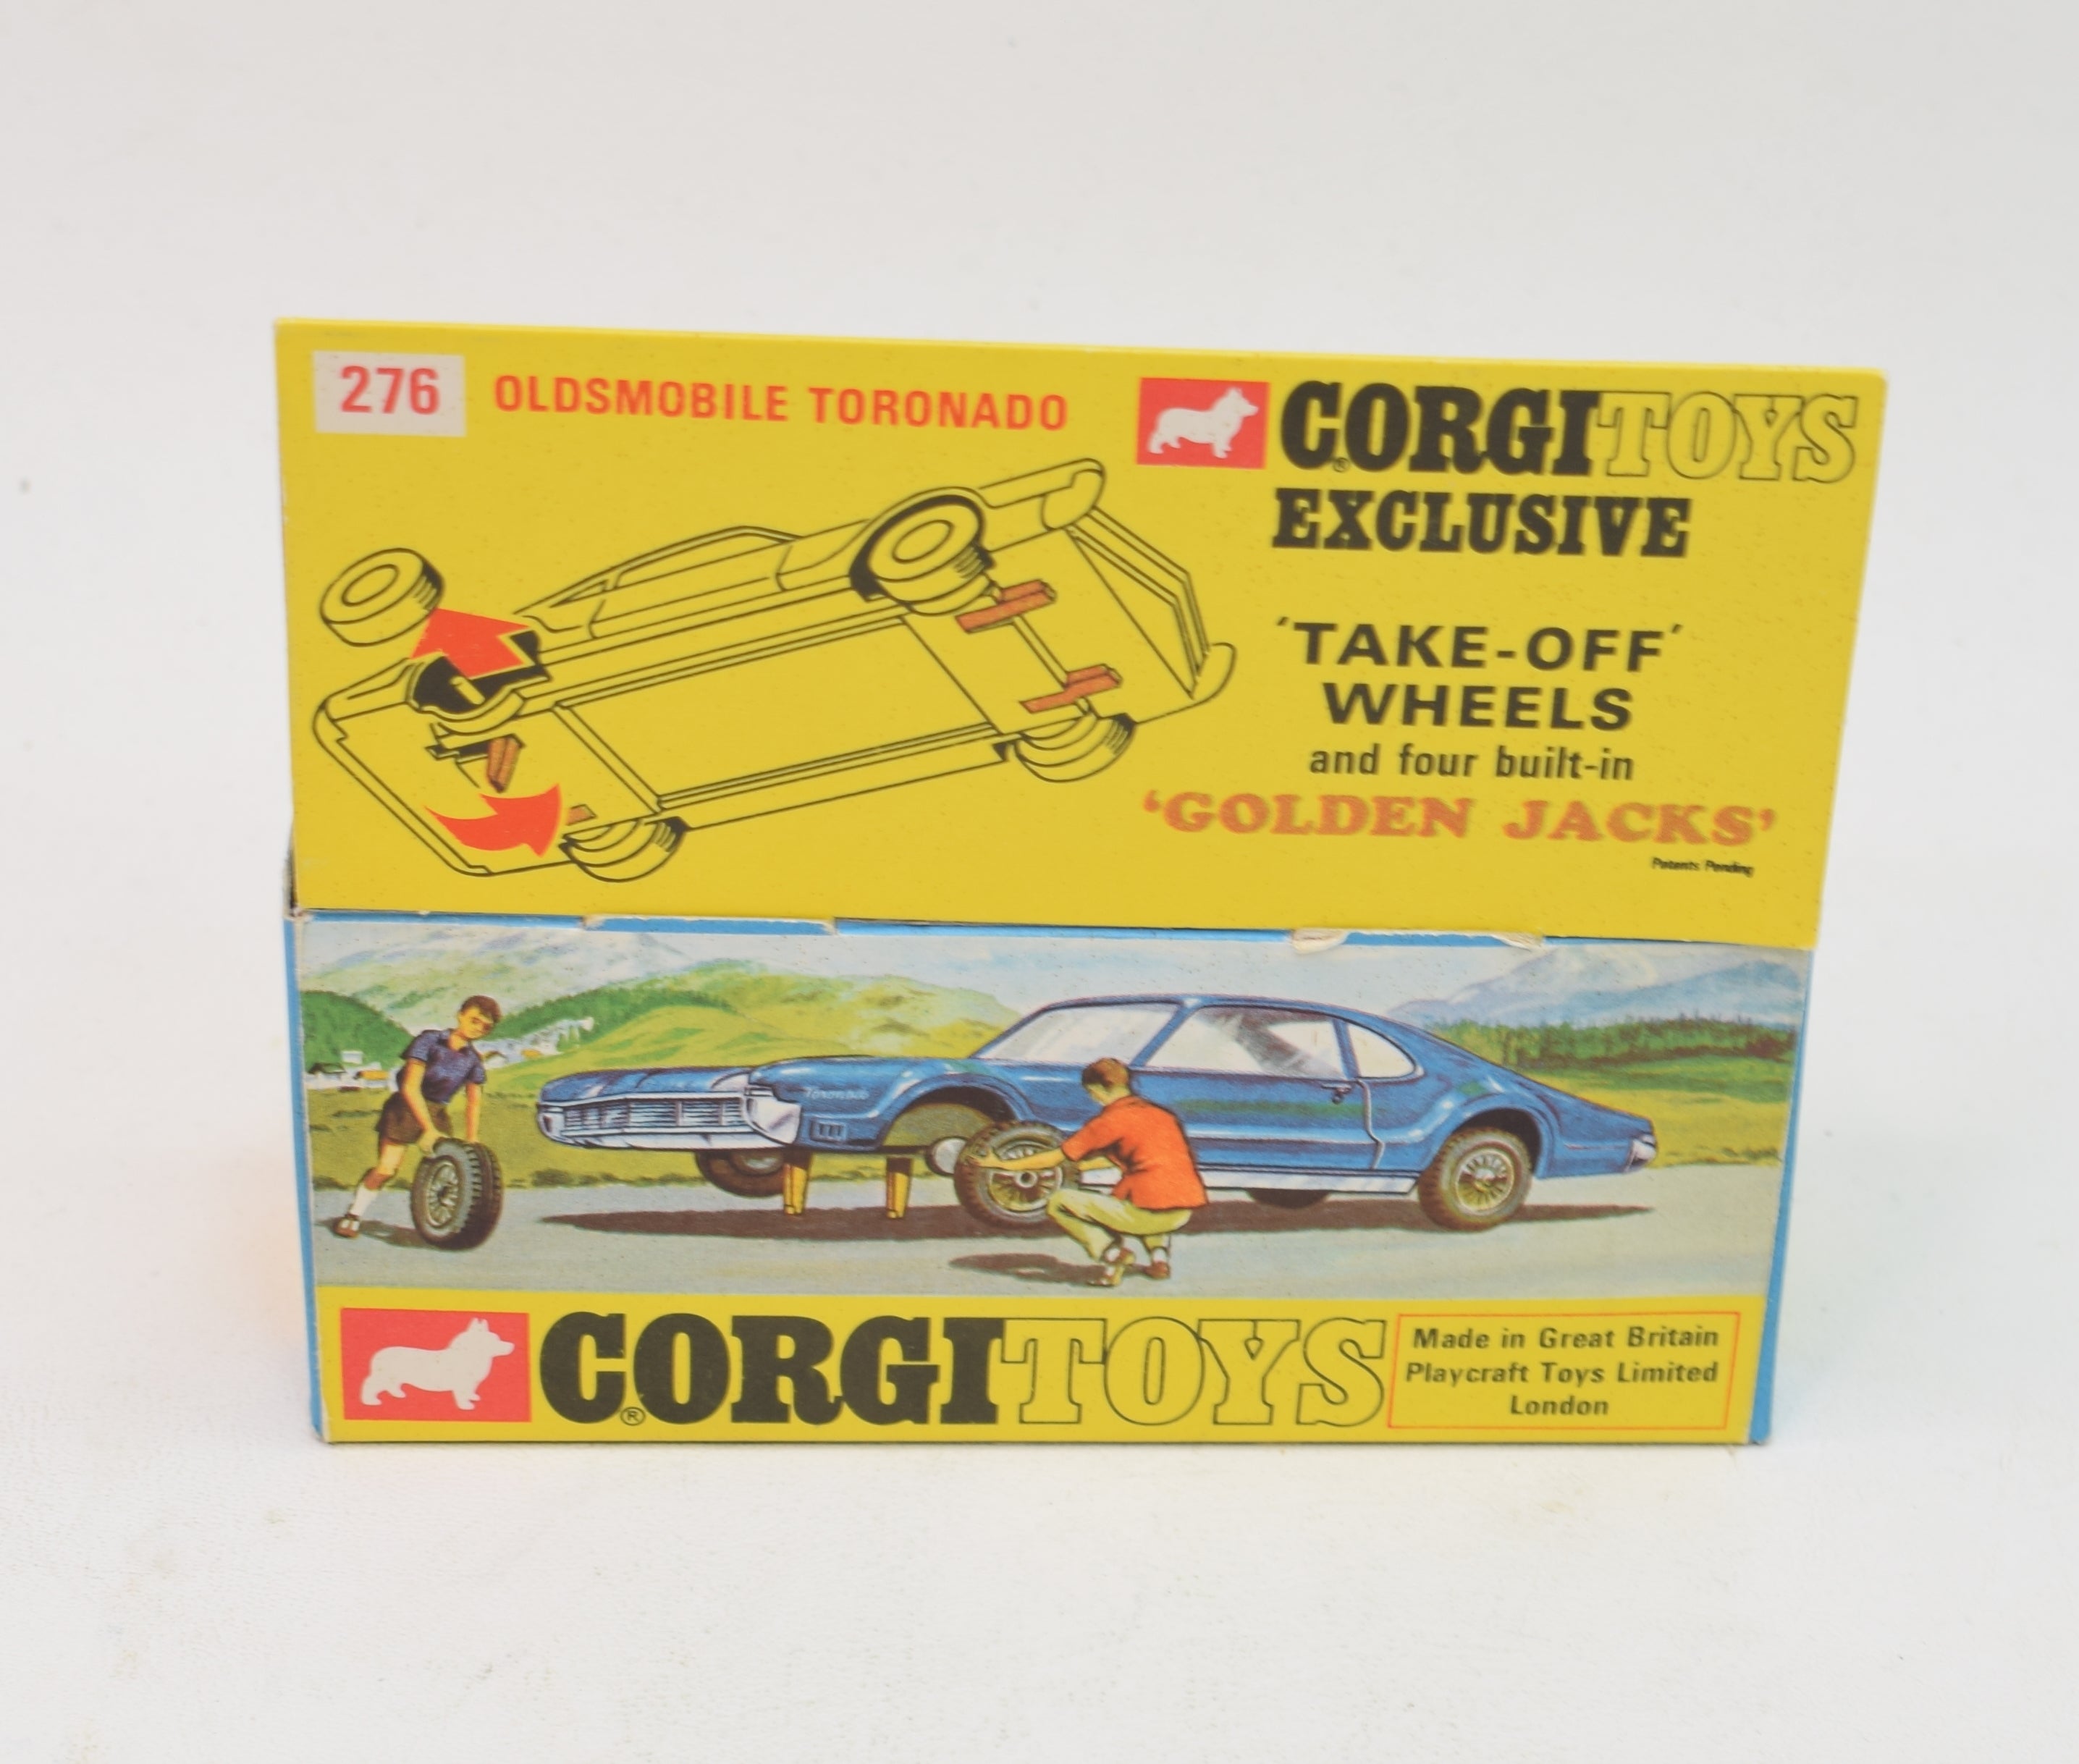 276 OLDSMOBILE TORONADO
CORGI TOYS
®
EXCLUSIVE
'TAKE-OFF'
WHEELS
and four built-in
'GOLDEN JACKS'
Patents Pending
Toronado
CORGI TOYS
®
Made in Great Britain
Playcraft Toys Limited
London